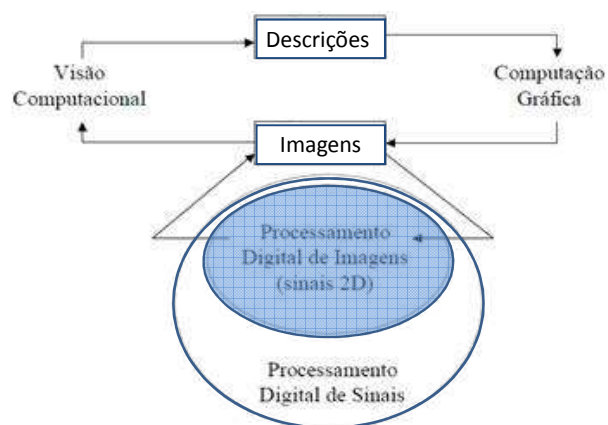 Descrições
Visão
Computacional
Computação
Gráfica
Imagens
Processamento
Digital de Imagens
(sinais 2D)
Processamento
Digital de Sinais